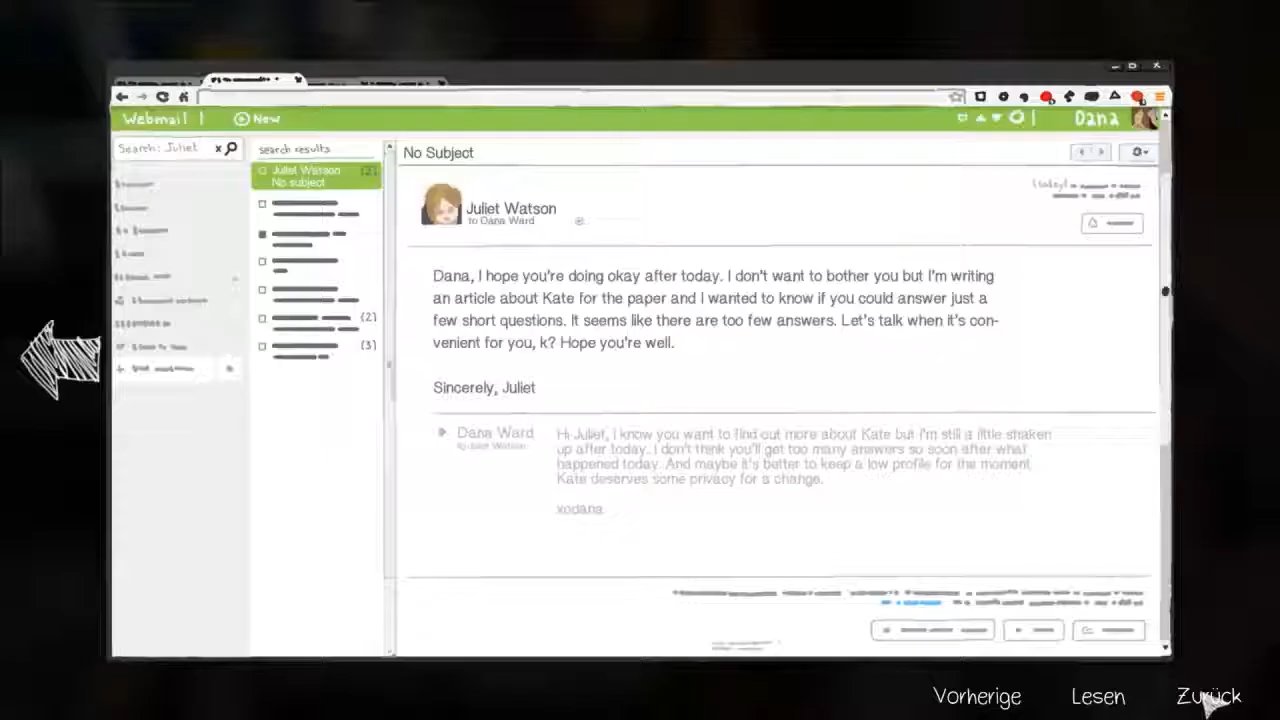 Webmail
New
Dana
Search: Juliet x
search results
Juliet Watson (2)
No subject
(2)
(3)
No Subject
Juliet Watson
to Dana Ward
(today)
Dana, I hope you're doing okay after today. I don't want to bother you but I'm writing
an article about Kate for the paper and I wanted to know if you could answer just a
few short questions. It seems like there are too few answers. Let's talk when it's con-
venient for you, k? Hope you're well.
Sincerely, Juliet
Dana Ward
to Juliet Watson
Hi Juliet, I know you want to find out more about Kate but I'm still a little shaken
up after today. I don't think you'll get too many answers so soon after what
happened today. And maybe it's better to keep a low profile for the moment.
Kate deserves some privacy for a change.
xodana
Vorherige
Lesen
Zurück